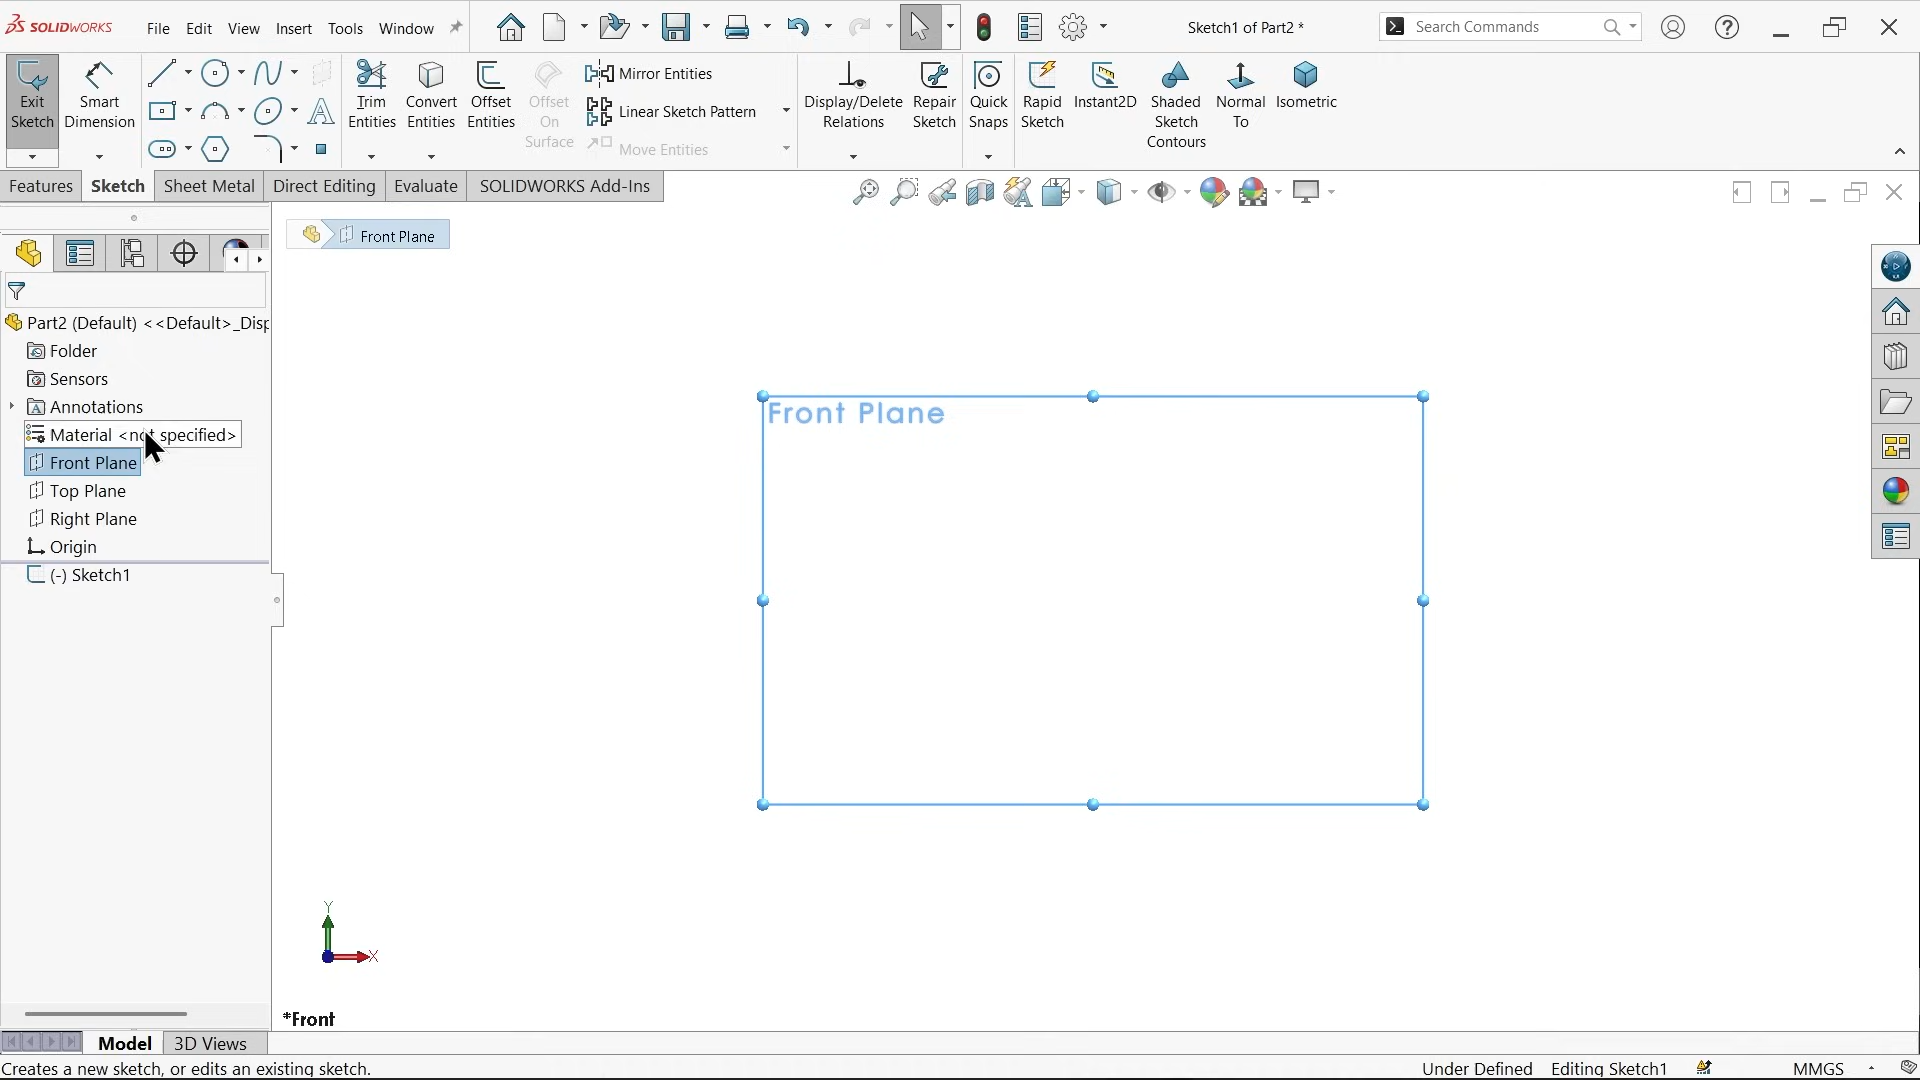 SOLIDWORKS
File Edit View Insert Tools Window
Sketch1 of Part2 *
Search Commands
Exit Sketch
Smart Dimension
Trim Entities
Convert Entities
Offset Entities
Offset On Surface
Mirror Entities
Linear Sketch Pattern
Move Entities
Display/Delete Relations
Repair Sketch
Quick Snaps
Rapid Sketch
Instant2D
Shaded Sketch Contours
Normal To
Isometric
Features Sketch Sheet Metal Direct Editing Evaluate SOLIDWORKS Add-Ins
Front Plane
Part2 (Default) <<Default>_Disp
Folder
Sensors
Annotations
Material <not specified>
Front Plane
Top Plane
Right Plane
Origin
(-) Sketch1
Front Plane
Y
X
*Front
Model 3D Views
Creates a new sketch, or edits an existing sketch.
Under Defined Editing Sketch1 MMGS